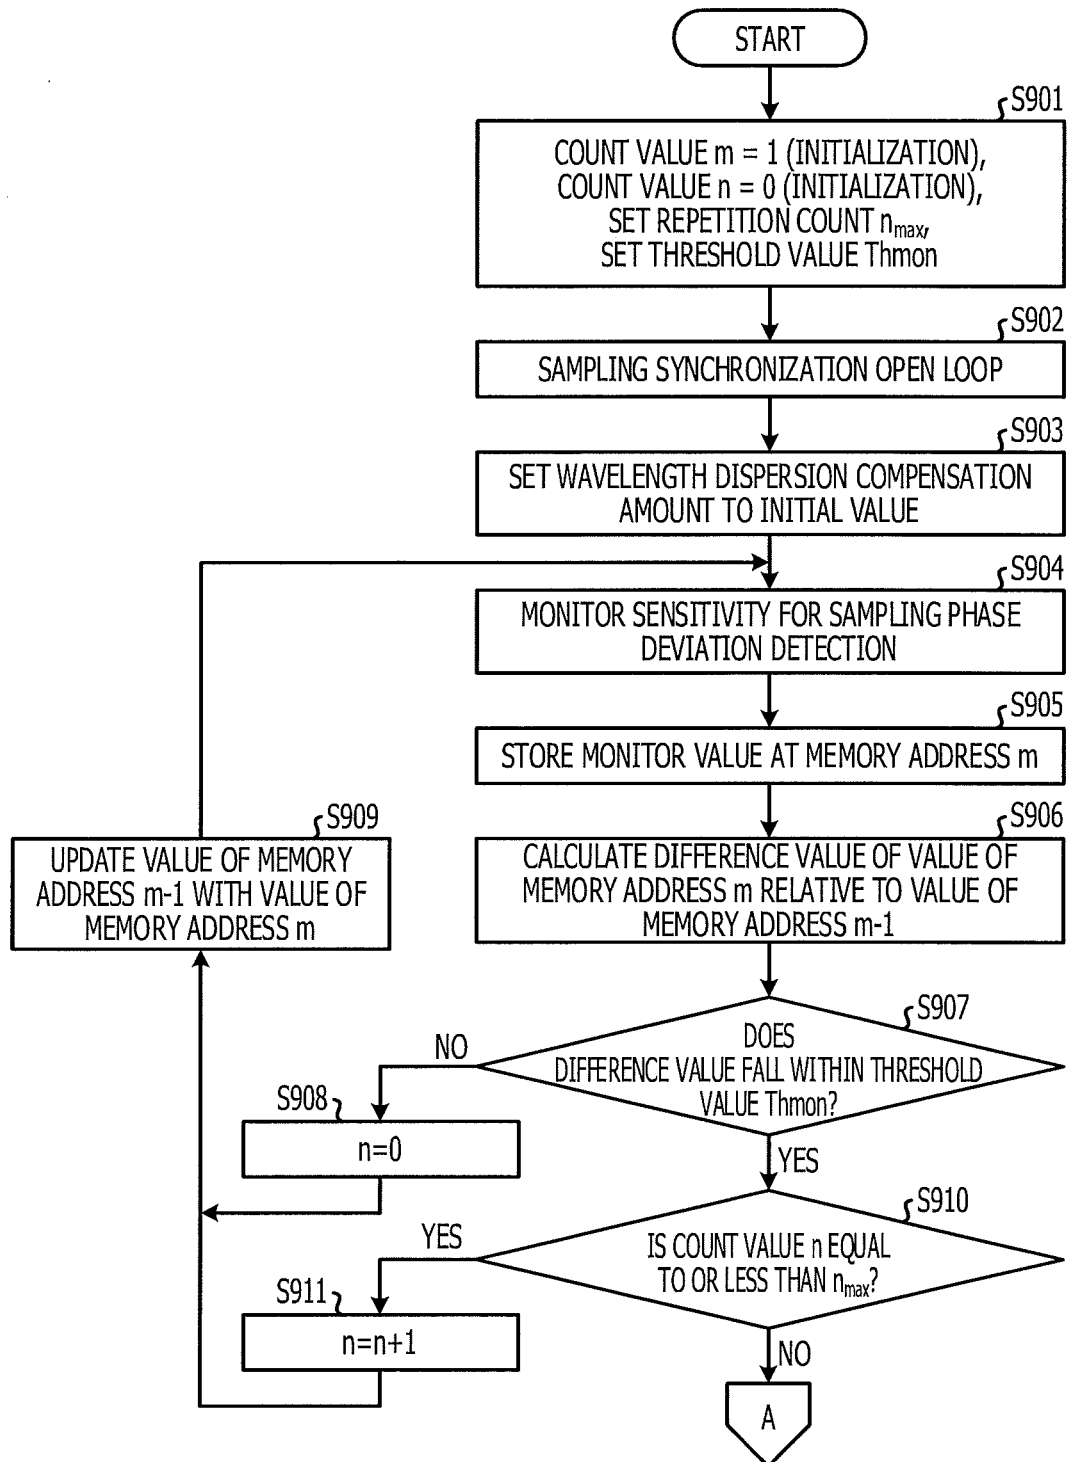 START
S901
COUNT VALUE m = 1 (INITIALIZATION),
COUNT VALUE n = 0 (INITIALIZATION),
SET REPETITION COUNT nmax,
SET THRESHOLD VALUE Thmon
S902
SAMPLING SYNCHRONIZATION OPEN LOOP
S903
SET WAVELENGTH DISPERSION COMPENSATION
AMOUNT TO INITIAL VALUE
S904
MONITOR SENSITIVITY FOR SAMPLING PHASE
DEVIATION DETECTION
S905
STORE MONITOR VALUE AT MEMORY ADDRESS m
S906
CALCULATE DIFFERENCE VALUE OF VALUE OF
MEMORY ADDRESS m RELATIVE TO VALUE OF
MEMORY ADDRESS m-1
S909
UPDATE VALUE OF MEMORY
ADDRESS m-1 WITH VALUE OF
MEMORY ADDRESS m
S907
DOES
DIFFERENCE VALUE FALL WITHIN THRESHOLD
VALUE Thmon?
NO
S908
n=0
YES
S910
IS COUNT VALUE n EQUAL
TO OR LESS THAN nmax?
YES
S911
n=n+1
NO
A